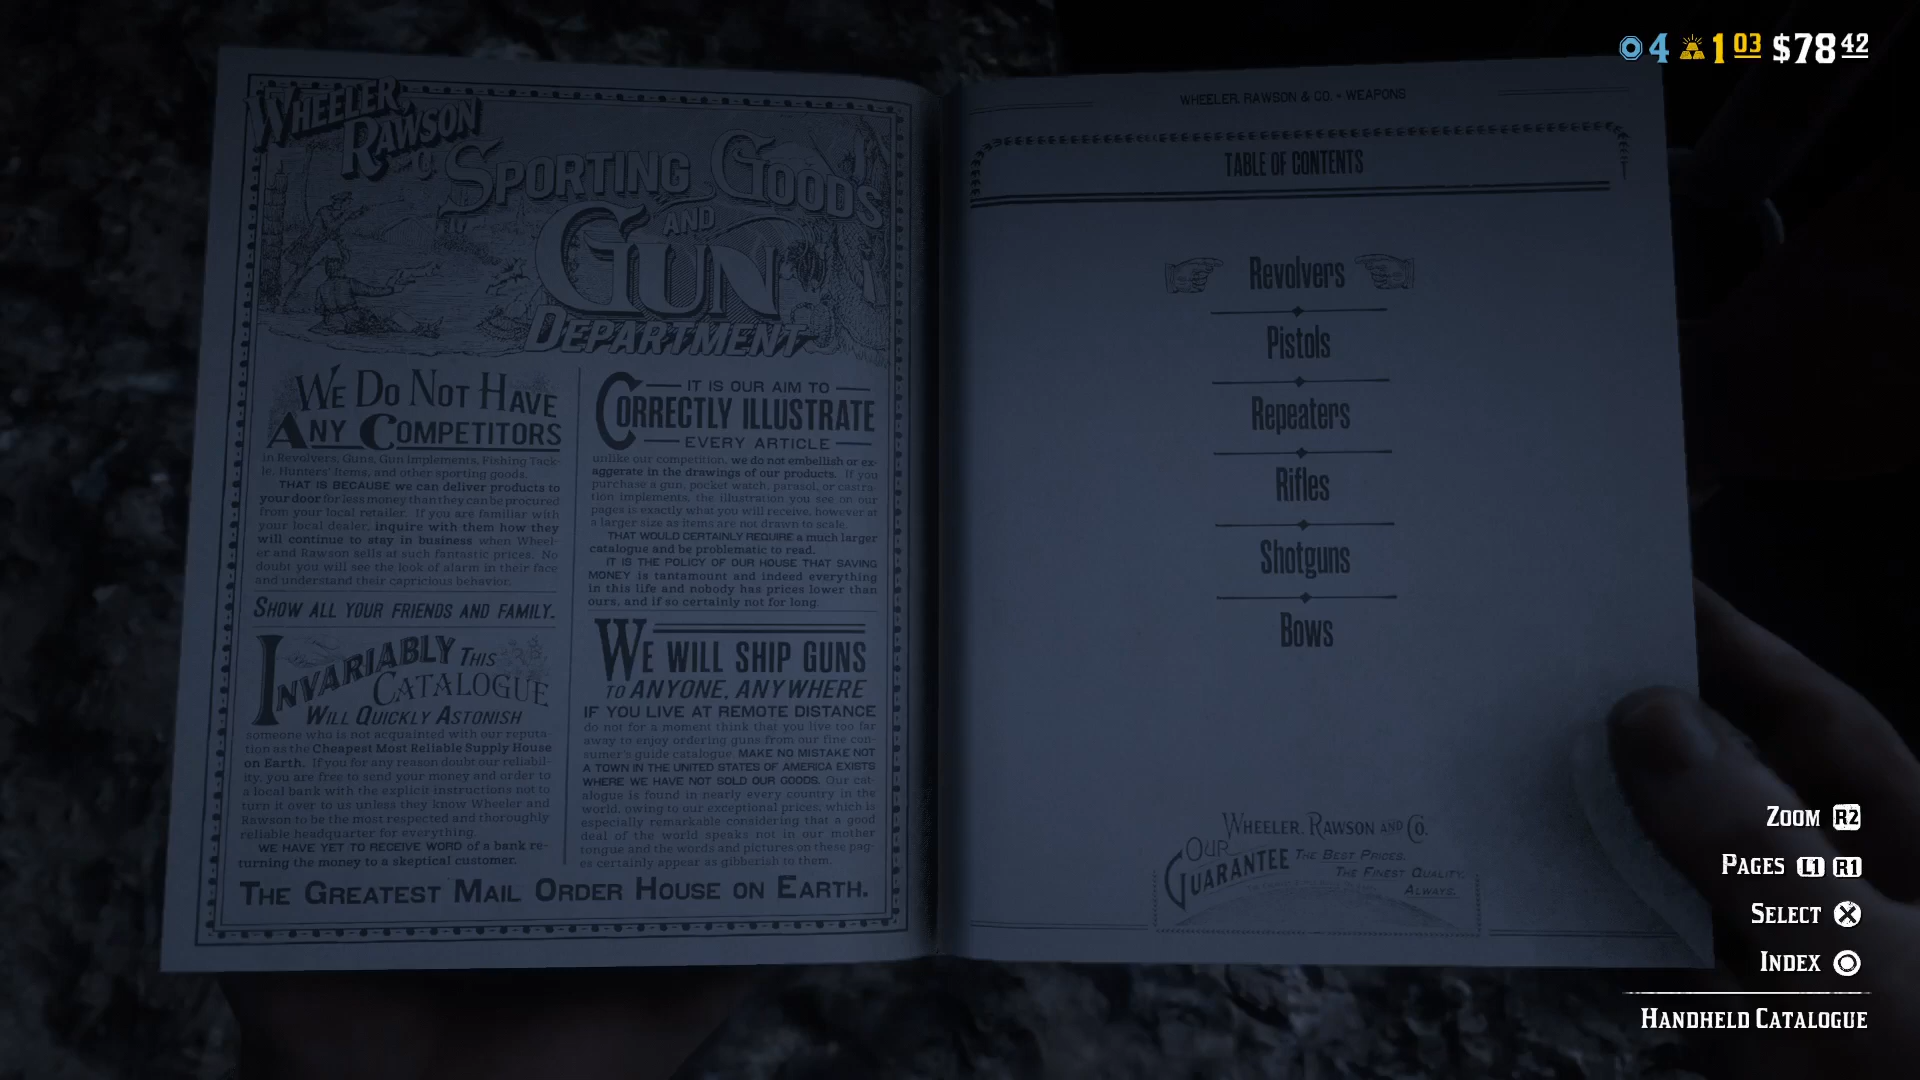 4 1 03 $78 42
WHEELER,
RAWSON
SPORTING GOODS
AND
GUN
DEPARTMENT
WE DO NOT HAVE
ANY COMPETITORS
in Revolvers, Guns, Gun Implements, Fishing Tack-
le, Hunters' Items, and other sporting goods.
THAT IS BECAUSE we can deliver products to
your door for less money than they can be procured
from your local retailer. If you are familiar with
your local dealer, inquire with them how they
will continue to stay in business when Wheel-
er and Rawson sells at such fantastic prices. No
doubt you will see the look of alarm in their face
and understand their capricious behavior.
SHOW ALL YOUR FRIENDS AND FAMILY.
INVARIABLY THIS
CATALOGUE
WILL QUICKLY ASTONISH
someone who is not acquainted with our reputa-
tion as the Cheapest Most Reliable Supply House
on Earth. If you for any reason doubt our reliabil-
ity, you are free to send your money and order to
a local bank with the explicit instructions not to
turn it over to us unless they know Wheeler and
Rawson to be the most respected and thoroughly
reliable headquarter for everything.
WE HAVE YET TO RECEIVE WORD of a bank re-
turning the money to a skeptical customer.
IT IS OUR AIM TO
CORRECTLY ILLUSTRATE
EVERY ARTICLE
unlike our competition, we do not embellish or ex-
aggerate in the drawings of our products. If you
purchase a gun, pocket watch, parasol, or castra-
tion implements, the illustration you see on our
pages is exactly what you will receive, however at
a larger size as items are not drawn to scale.
THAT WOULD CERTAINLY REQUIRE a much larger
catalogue and be problematic to read.
IT IS THE POLICY OF OUR HOUSE THAT SAVING
MONEY is tantamount and indeed everything
in this life and nobody has prices lower than
ours, and if so certainly not for long.
WE WILL SHIP GUNS
TO ANYONE, ANYWHERE
IF YOU LIVE AT REMOTE DISTANCE
do not for a moment think that you live too far
away to enjoy ordering guns from our fine con-
sumer's guide catalogue. MAKE NO MISTAKE NOT
A TOWN IN THE UNITED STATES OF AMERICA EXISTS
WHERE WE HAVE NOT SOLD OUR GOODS. Our cat-
alogue is found in nearly every country in the
world, owing to our exceptional prices, which is
especially remarkable considering that a good
deal of the world speaks not in our mother
tongue and the words and pictures on these pag-
es certainly appear as gibberish to them.
THE GREATEST MAIL ORDER HOUSE ON EARTH.
WHEELER, RAWSON & CO. • WEAPONS
TABLE OF CONTENTS
Revolvers
Pistols
Repeaters
Rifles
Shotguns
Bows
WHEELER, RAWSON AND CO.
OUR
GUARANTEE
THE BEST PRICES.
THE FINEST QUALITY.
ALWAYS.
ZOOM R2
PAGES L1 R1
SELECT
INDEX
HANDHELD CATALOGUE